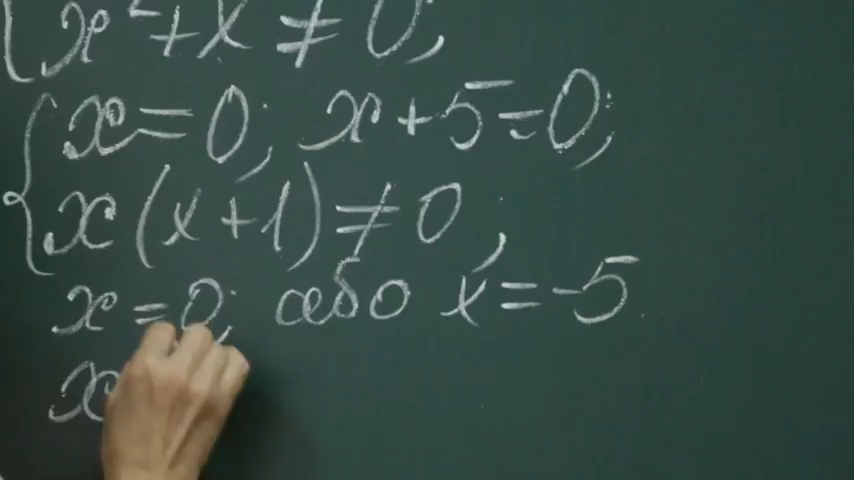 x²+x≠0,
x=0; x+5=0;
x(x+1)≠0,
x=0; або x=-5
x